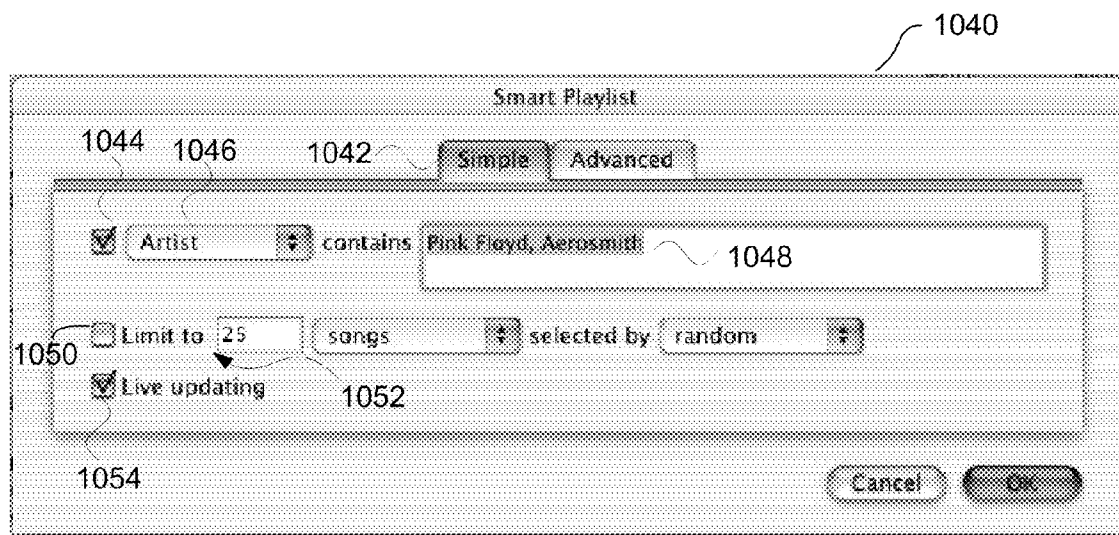 1040
Smart Playlist
1044
1046
1042
Simple
Advanced
Artist
contains
Pink Floyd, Aerosmith
1048
1050
Limit to
25
songs
selected by
random
1052
Live updating
1054
Cancel
OK